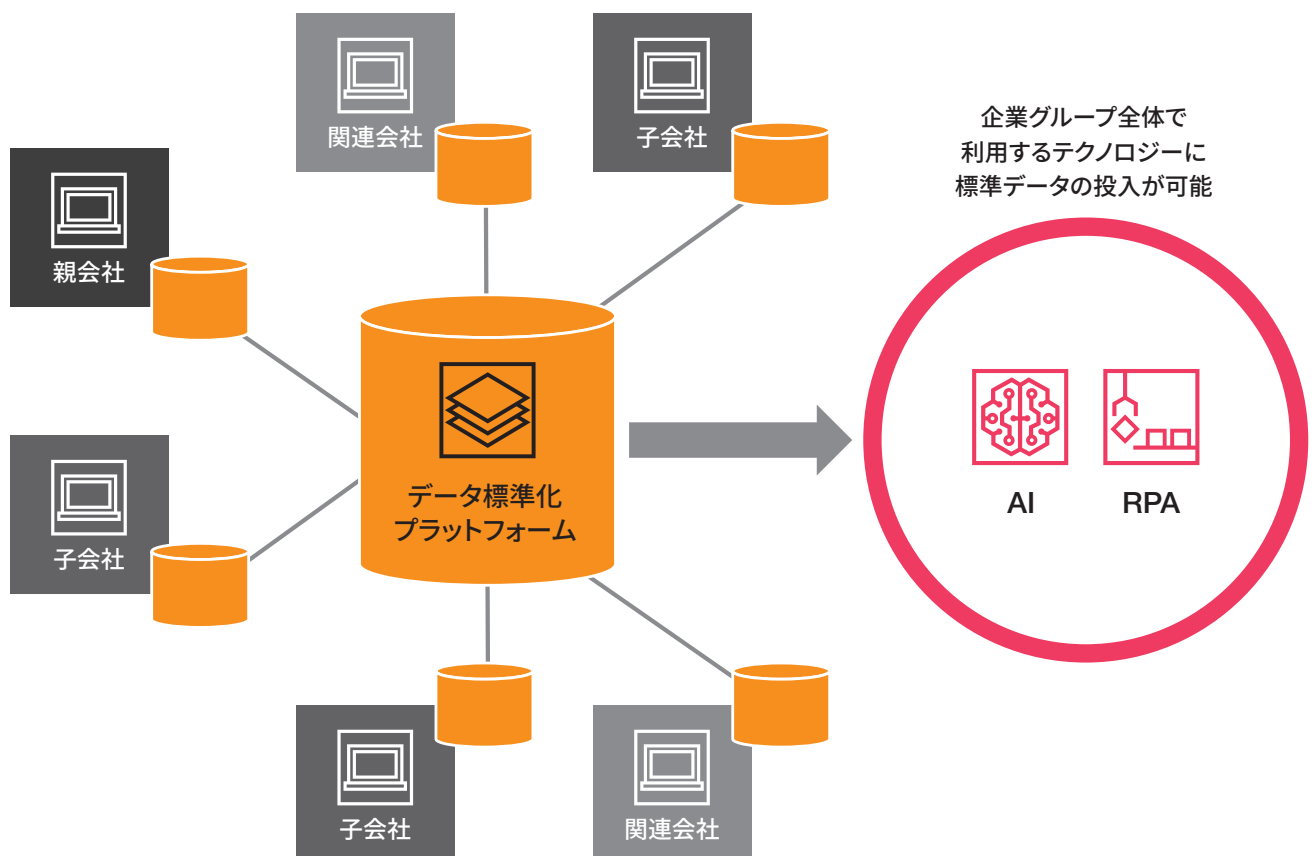 関連会社
子会社
親会社
子会社
データ標準化
プラットフォーム
子会社
関連会社
企業グループ全体で
利用するテクノロジーに
標準データの投入が可能
AI
RPA